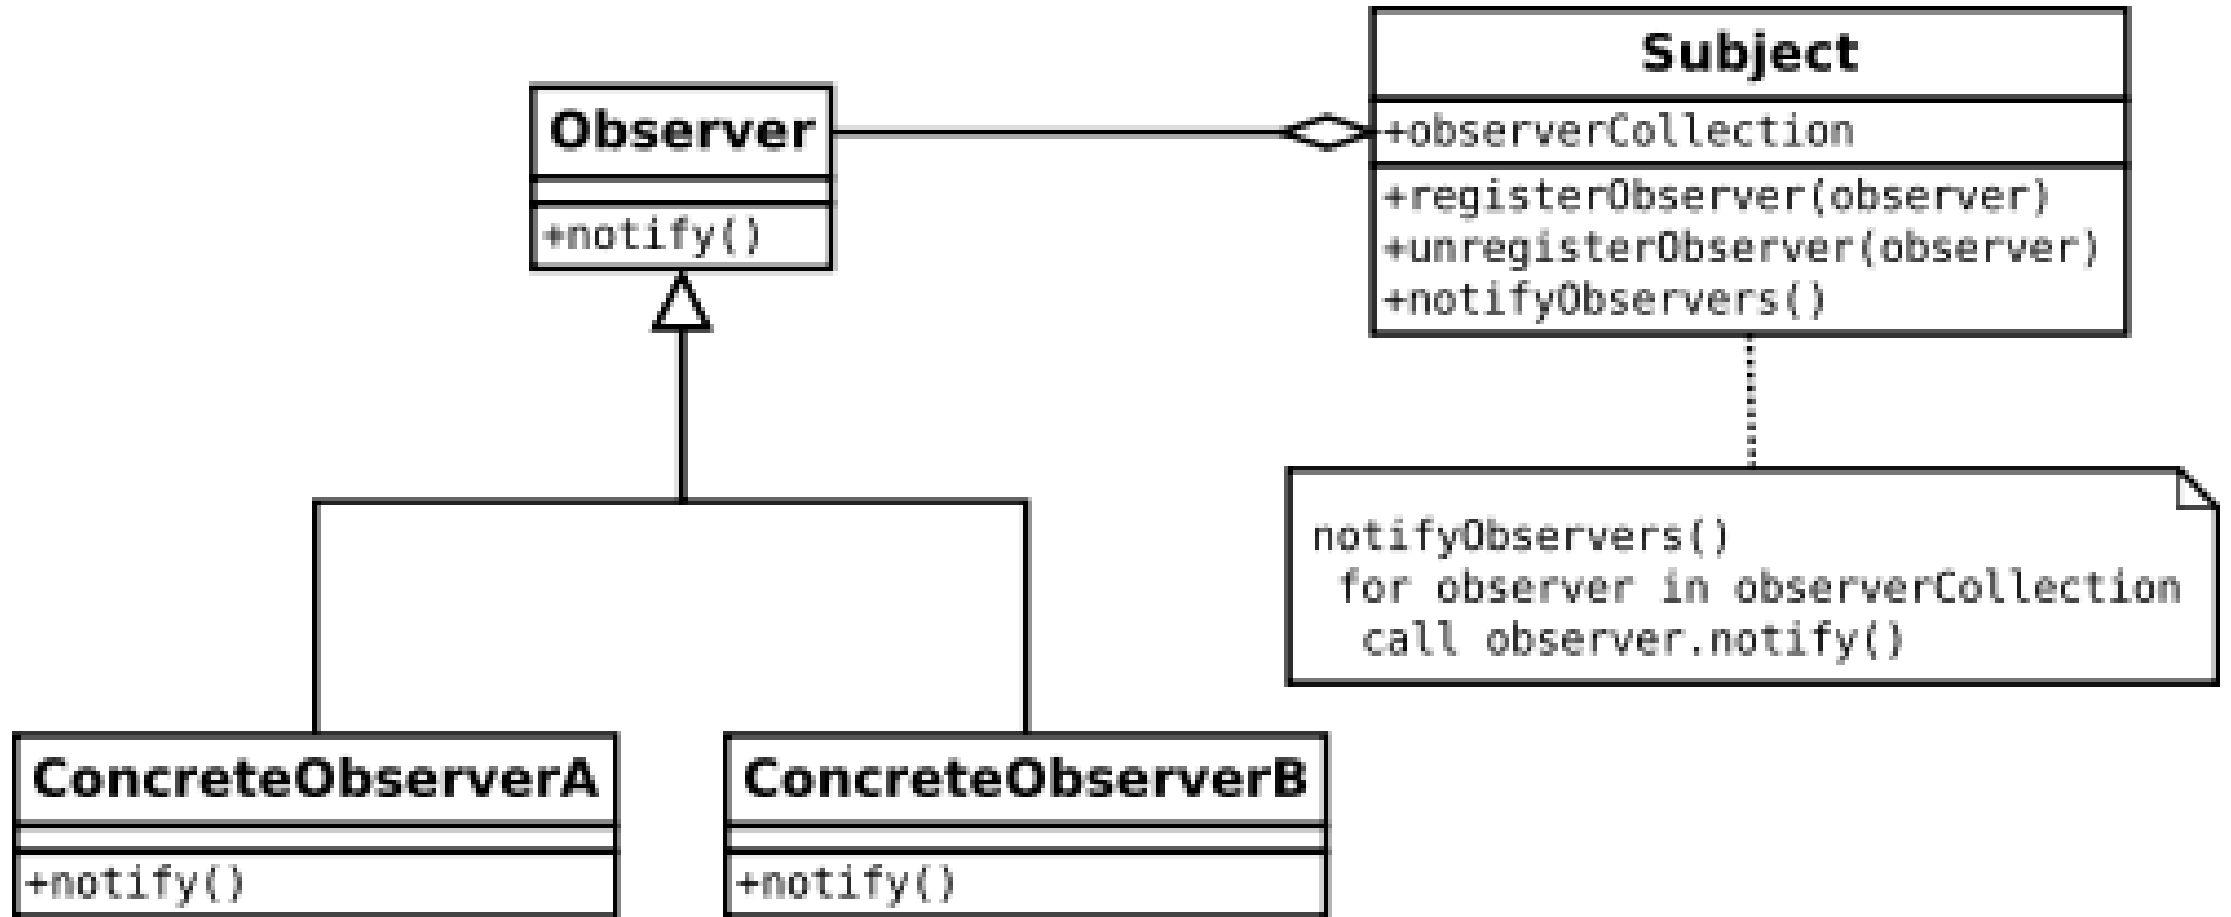 Observer
+notify()
Subject
+observerCollection
+registerObserver(observer)
+unregisterObserver(observer)
+notifyObservers()
notifyObservers()
for observer in observerCollection
call observer.notify()
ConcreteObserverA
+notify()
ConcreteObserverB
+notify()